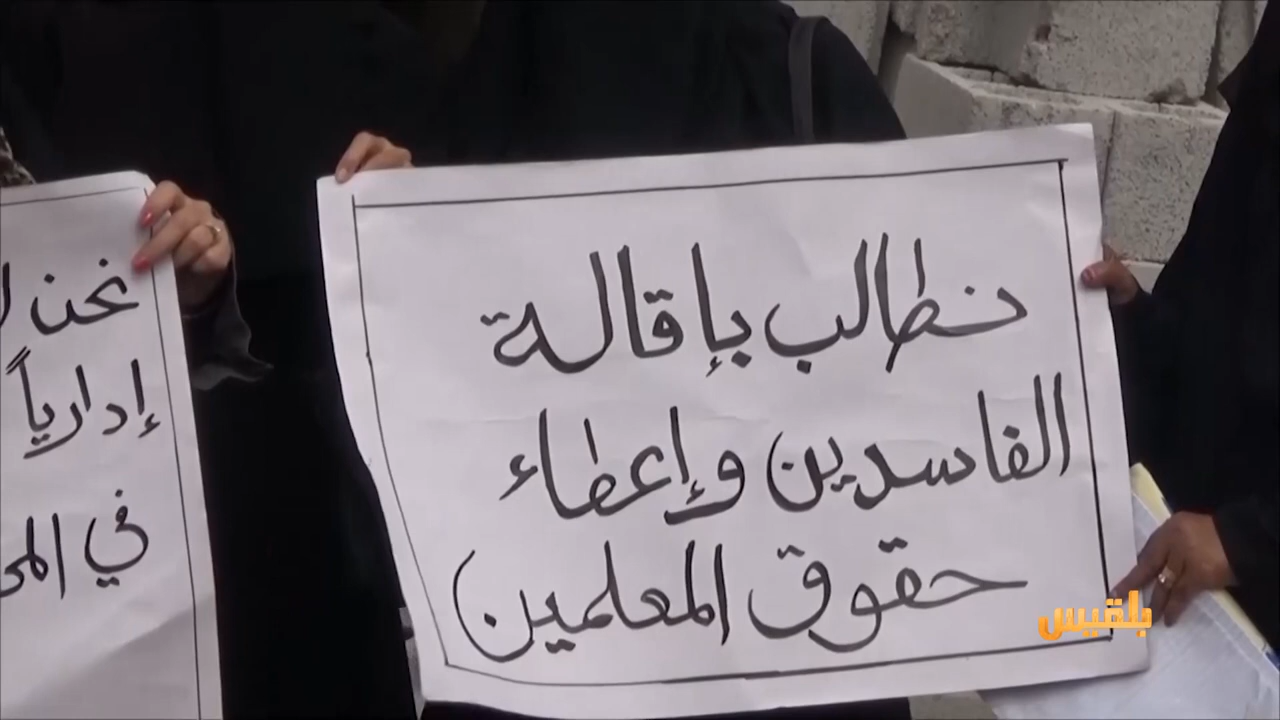 نطالب بإقالة
الفاسدين وإعطاء
حقوق المعلمين
نحن
إدارياً
في
بلقيس